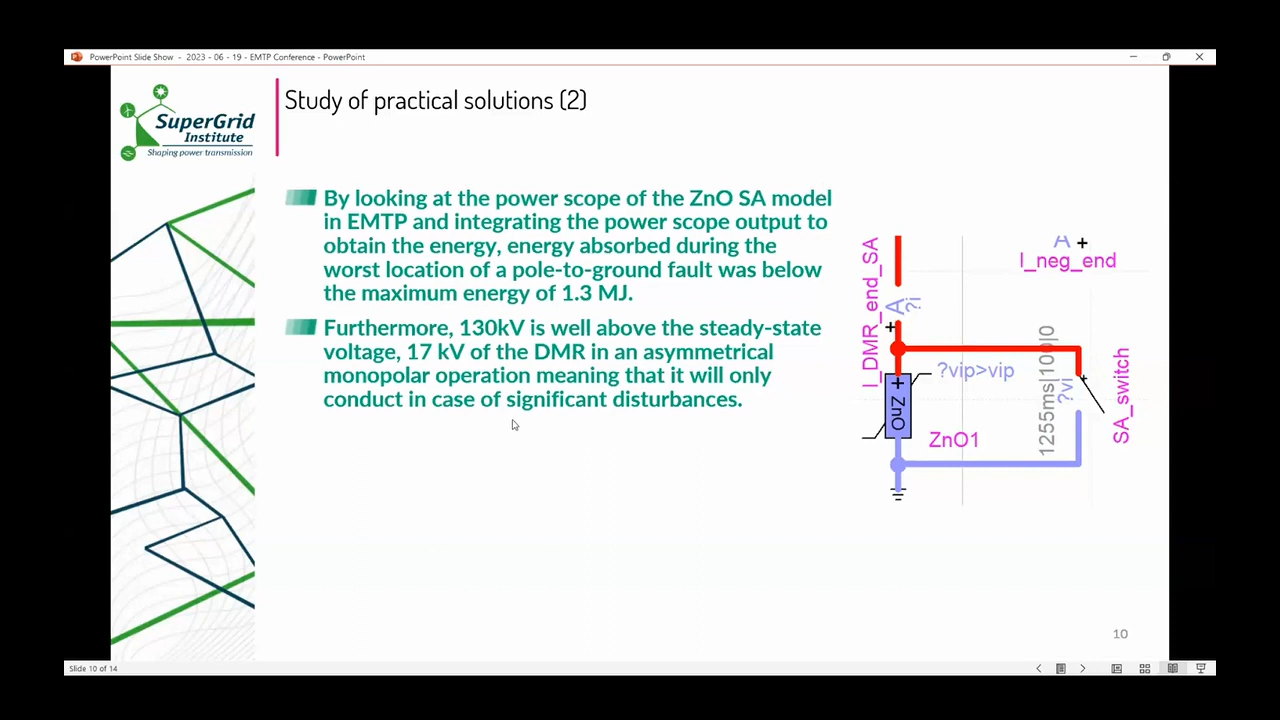 PowerPoint Slide Show - 2023 - 06 - 19 - EMTP Conference - PowerPoint
SuperGrid
Institute
Shaping power transmission
Study of practical solutions (2)
By looking at the power scope of the ZnO SA model
in EMTP and integrating the power scope output to
obtain the energy, energy absorbed during the
worst location of a pole-to-ground fault was below
the maximum energy of 1.3 MJ.
Furthermore, 130kV is well above the steady-state
voltage, 17 kV of the DMR in an asymmetrical
monopolar operation meaning that it will only
conduct in case of significant disturbances.
A +
I_neg_end
I_DMR_end_SA
A
?i
+
?vip>vip
+
ZnO
ZnO1
1255ms|100|0
?vi
+
SA_switch
10
Slide 10 of 14